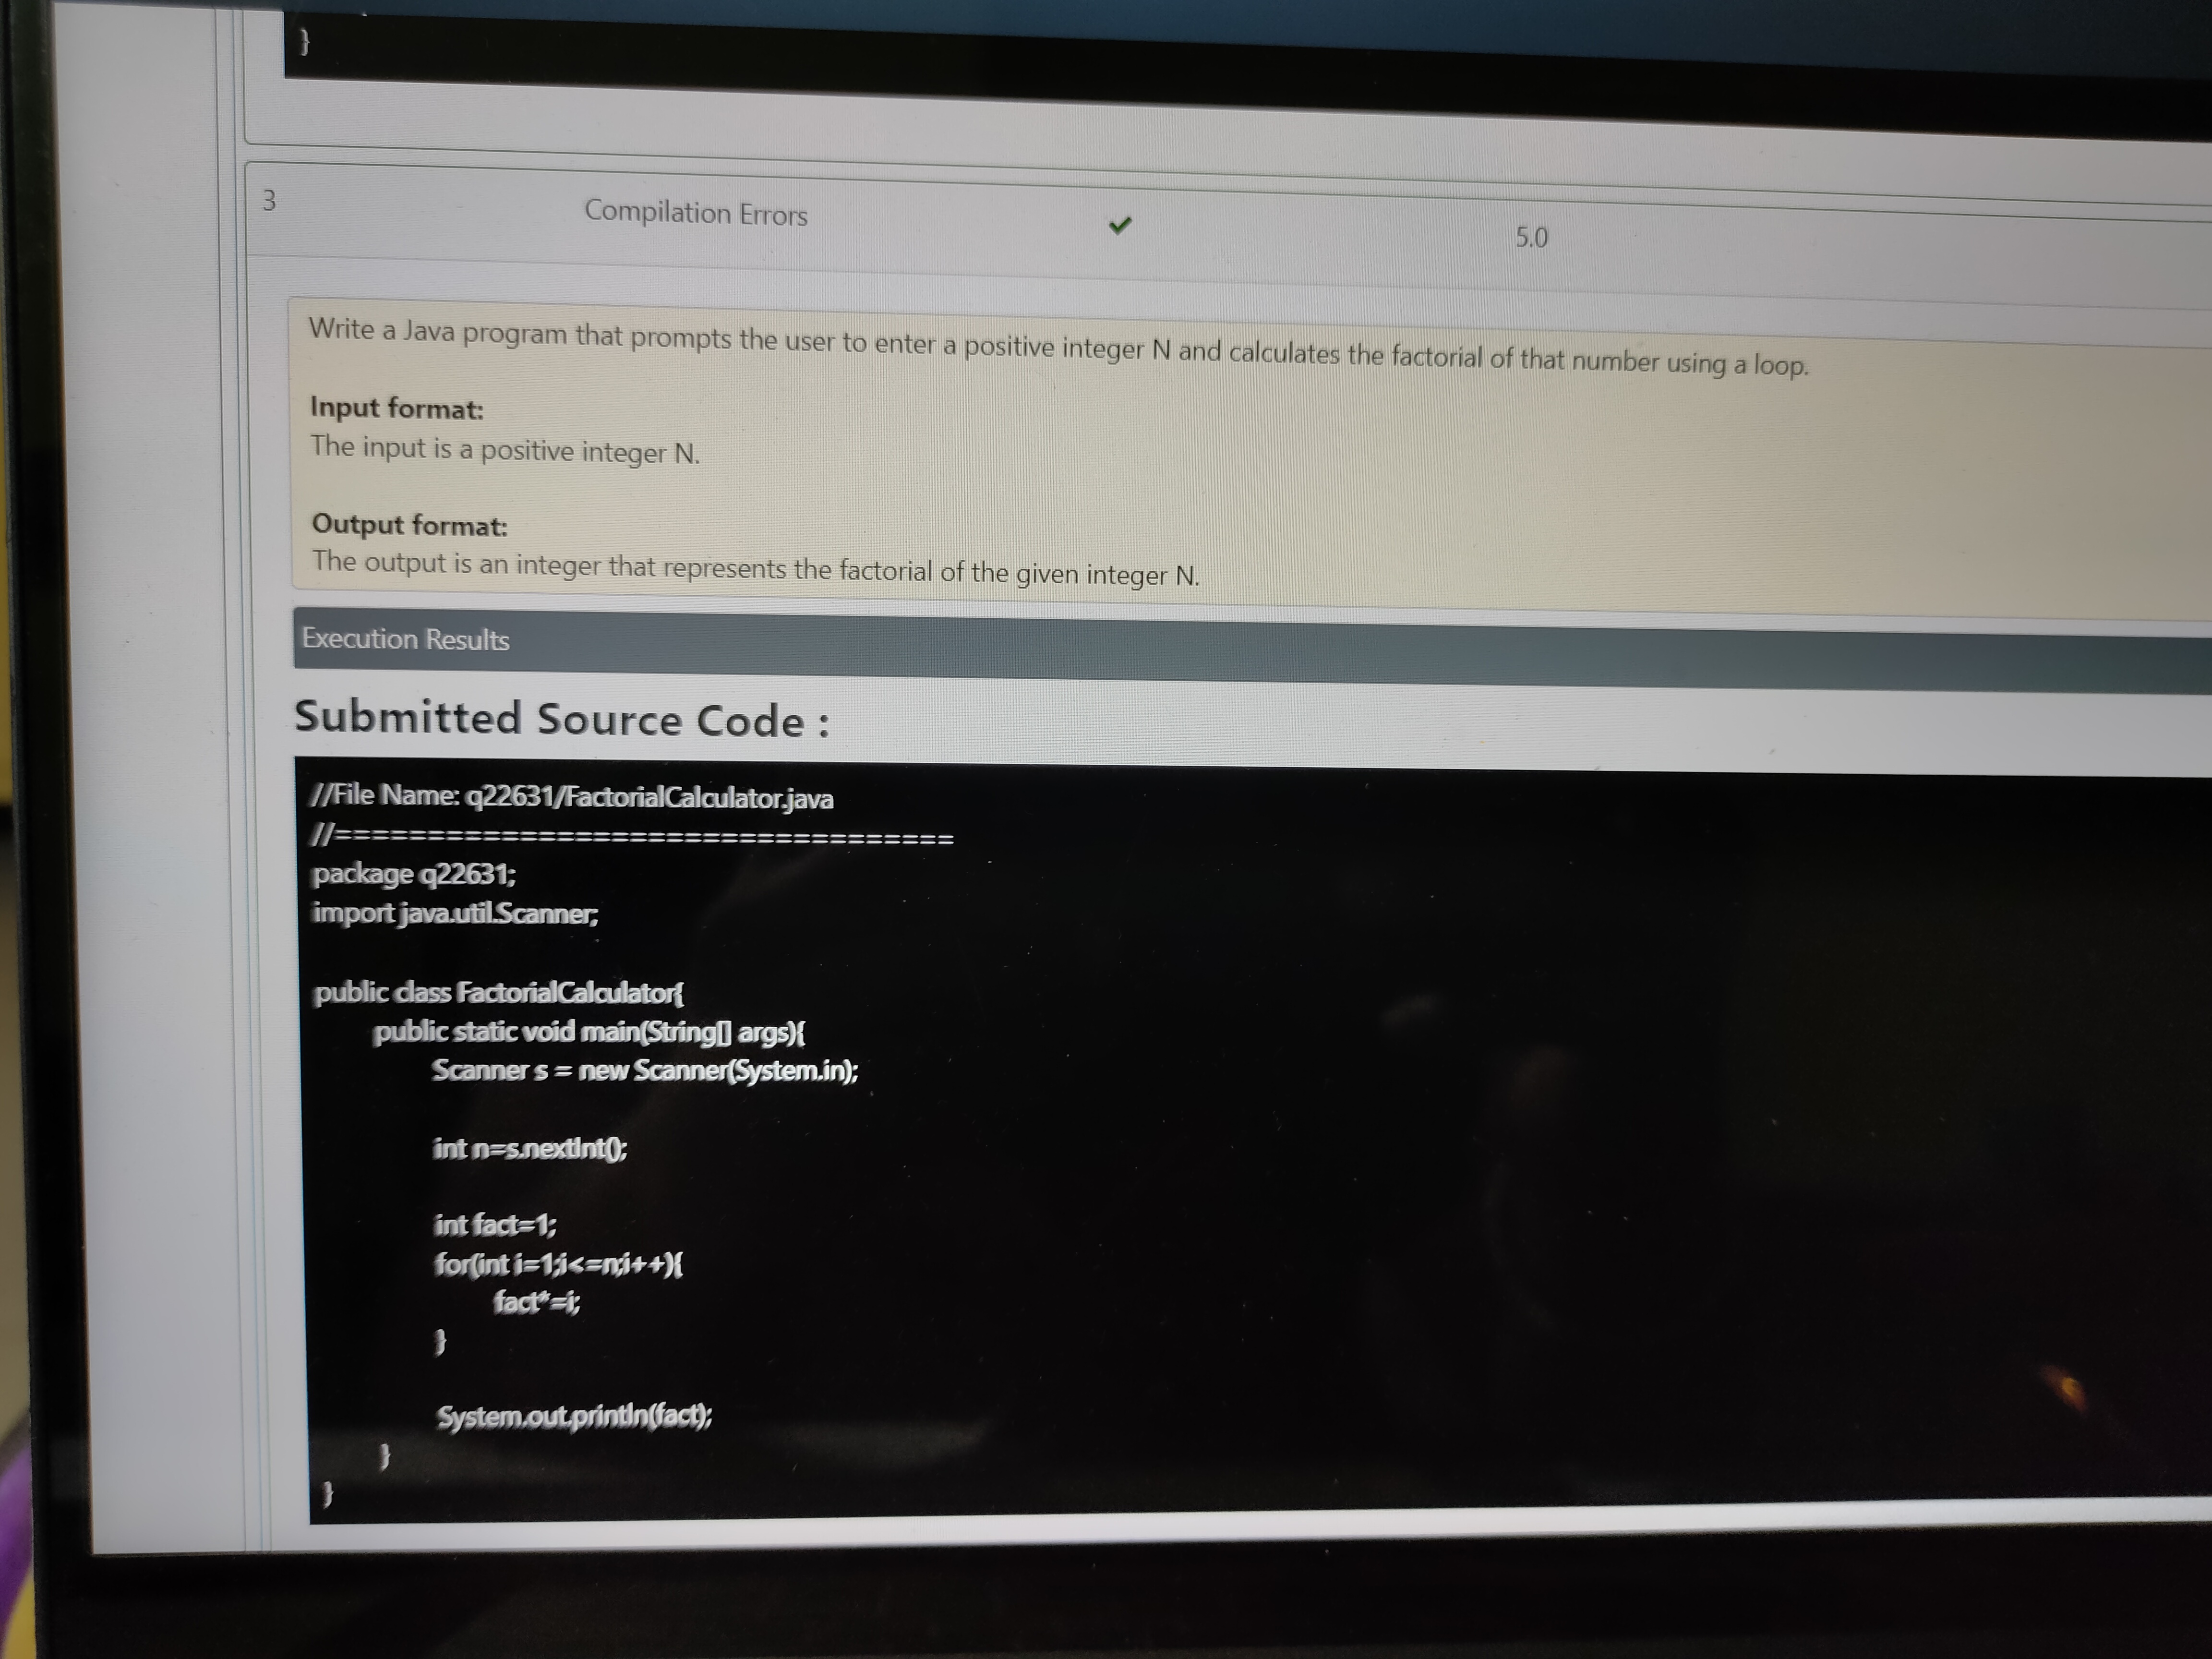 }
3 Compilation Errors ✔ 5.0
Write a Java program that prompts the user to enter a positive integer N and calculates the factorial of that number using a loop.
Input format:
The input is a positive integer N.
Output format:
The output is an integer that represents the factorial of the given integer N.
Execution Results
Submitted Source Code :
//File Name: q22631/FactorialCalculator.java
//==================================
package q22631;
import java.util.Scanner;
public class FactorialCalculator{
public static void main(String[] args){
Scanner s = new Scanner(System.in);
int n=s.nextInt();
int fact=1;
for(int i=1;i<=n;i++){
fact*=i;
}
System.out.println(fact);
}
}